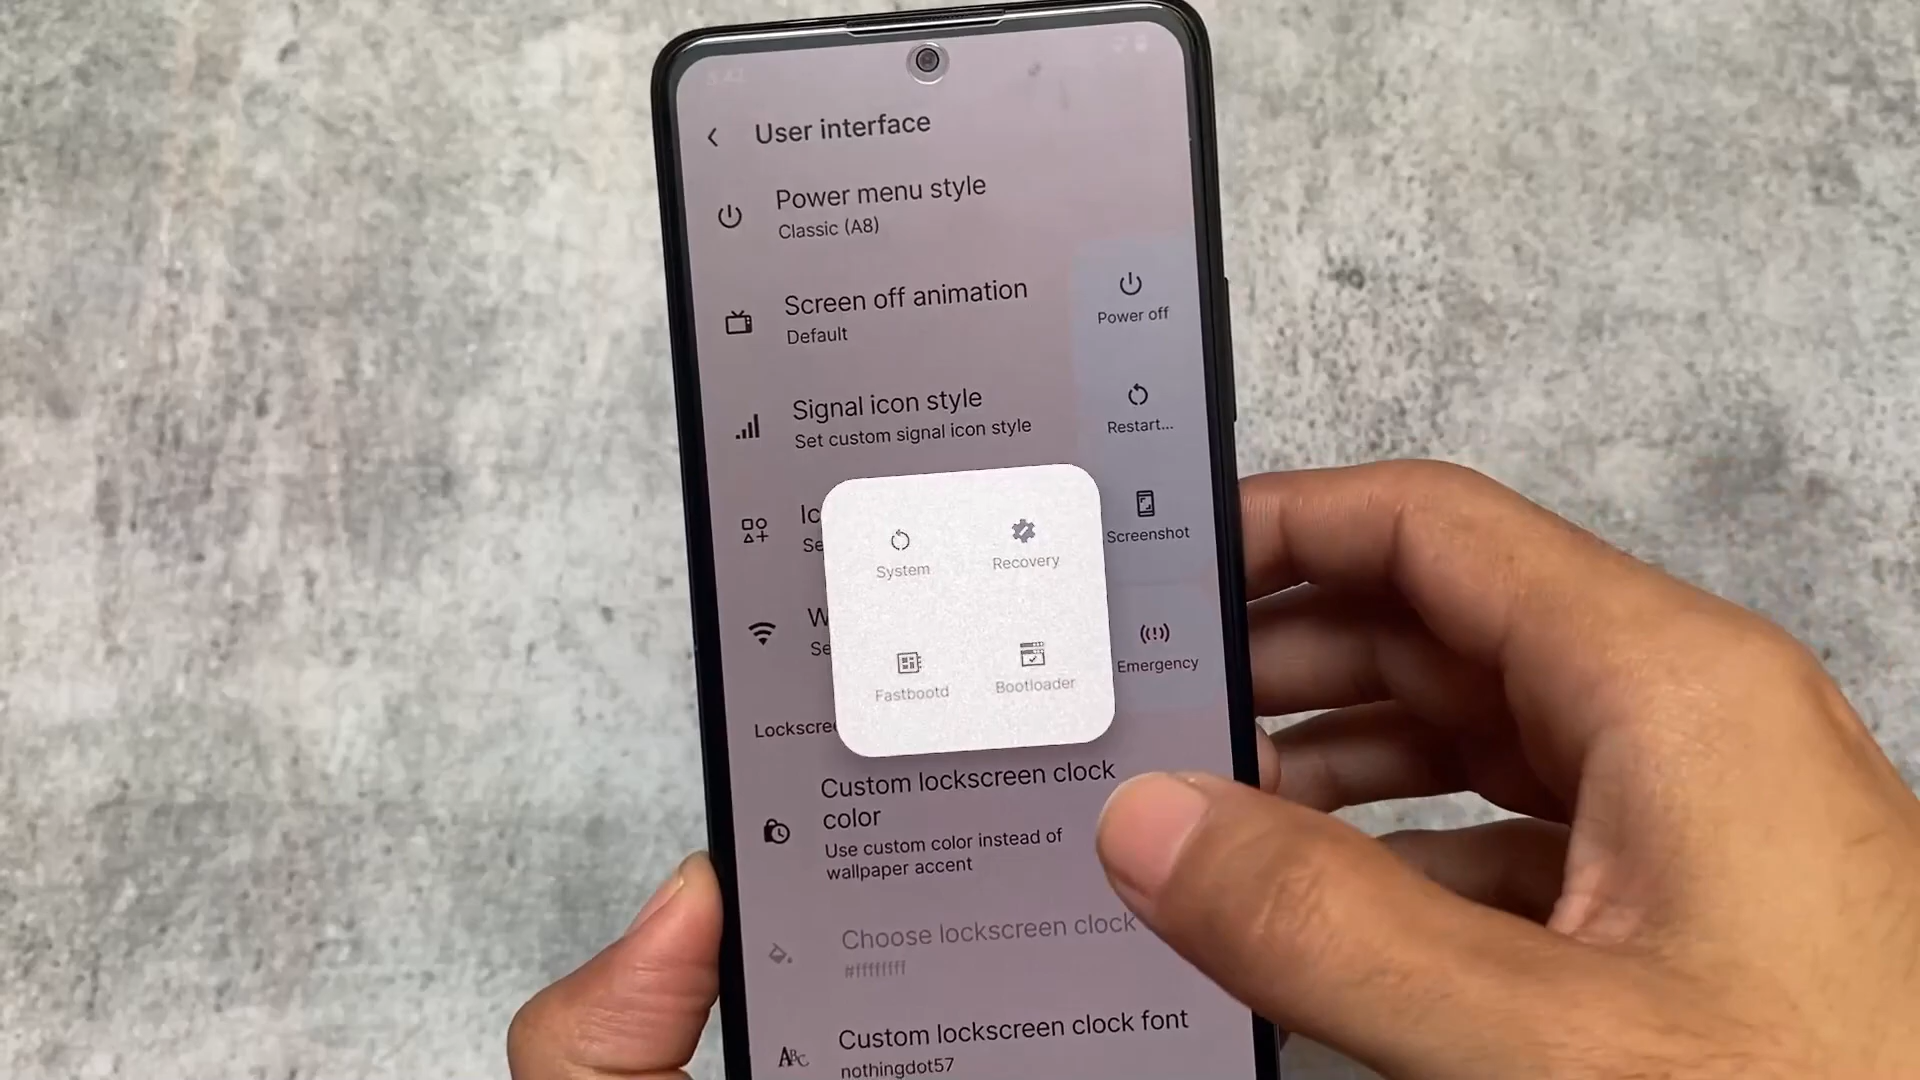 User interface
Power menu style
Classic (A8)
Screen off animation
Default
Power off
Signal icon style
Set custom signal icon style
Restart...
Screenshot
System
Recovery
Emergency
Fastbootd
Bootloader
Custom lockscreen clock
color
Use custom color instead of
wallpaper accent
Choose lockscreen clock
#ffffffff
Custom lockscreen clock font
ABC
nothingdot57